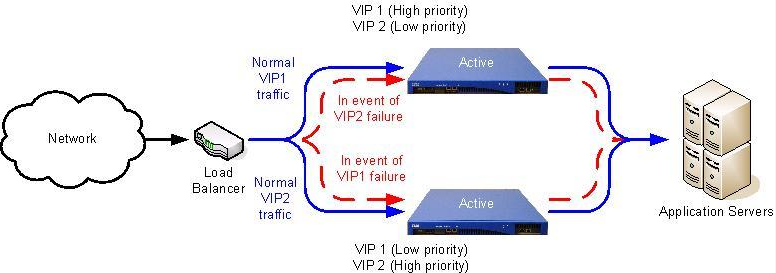 VIP 1 (High priority)
VIP 2 (Low priority)
Normal
VIP1
traffic
Active
In event of
VIP2 failure
Network
Load
Balancer
In event of
VIP1 failure
Normal
VIP2
traffic
Active
Application Servers
VIP 1 (Low priority)
VIP 2 (High priority)